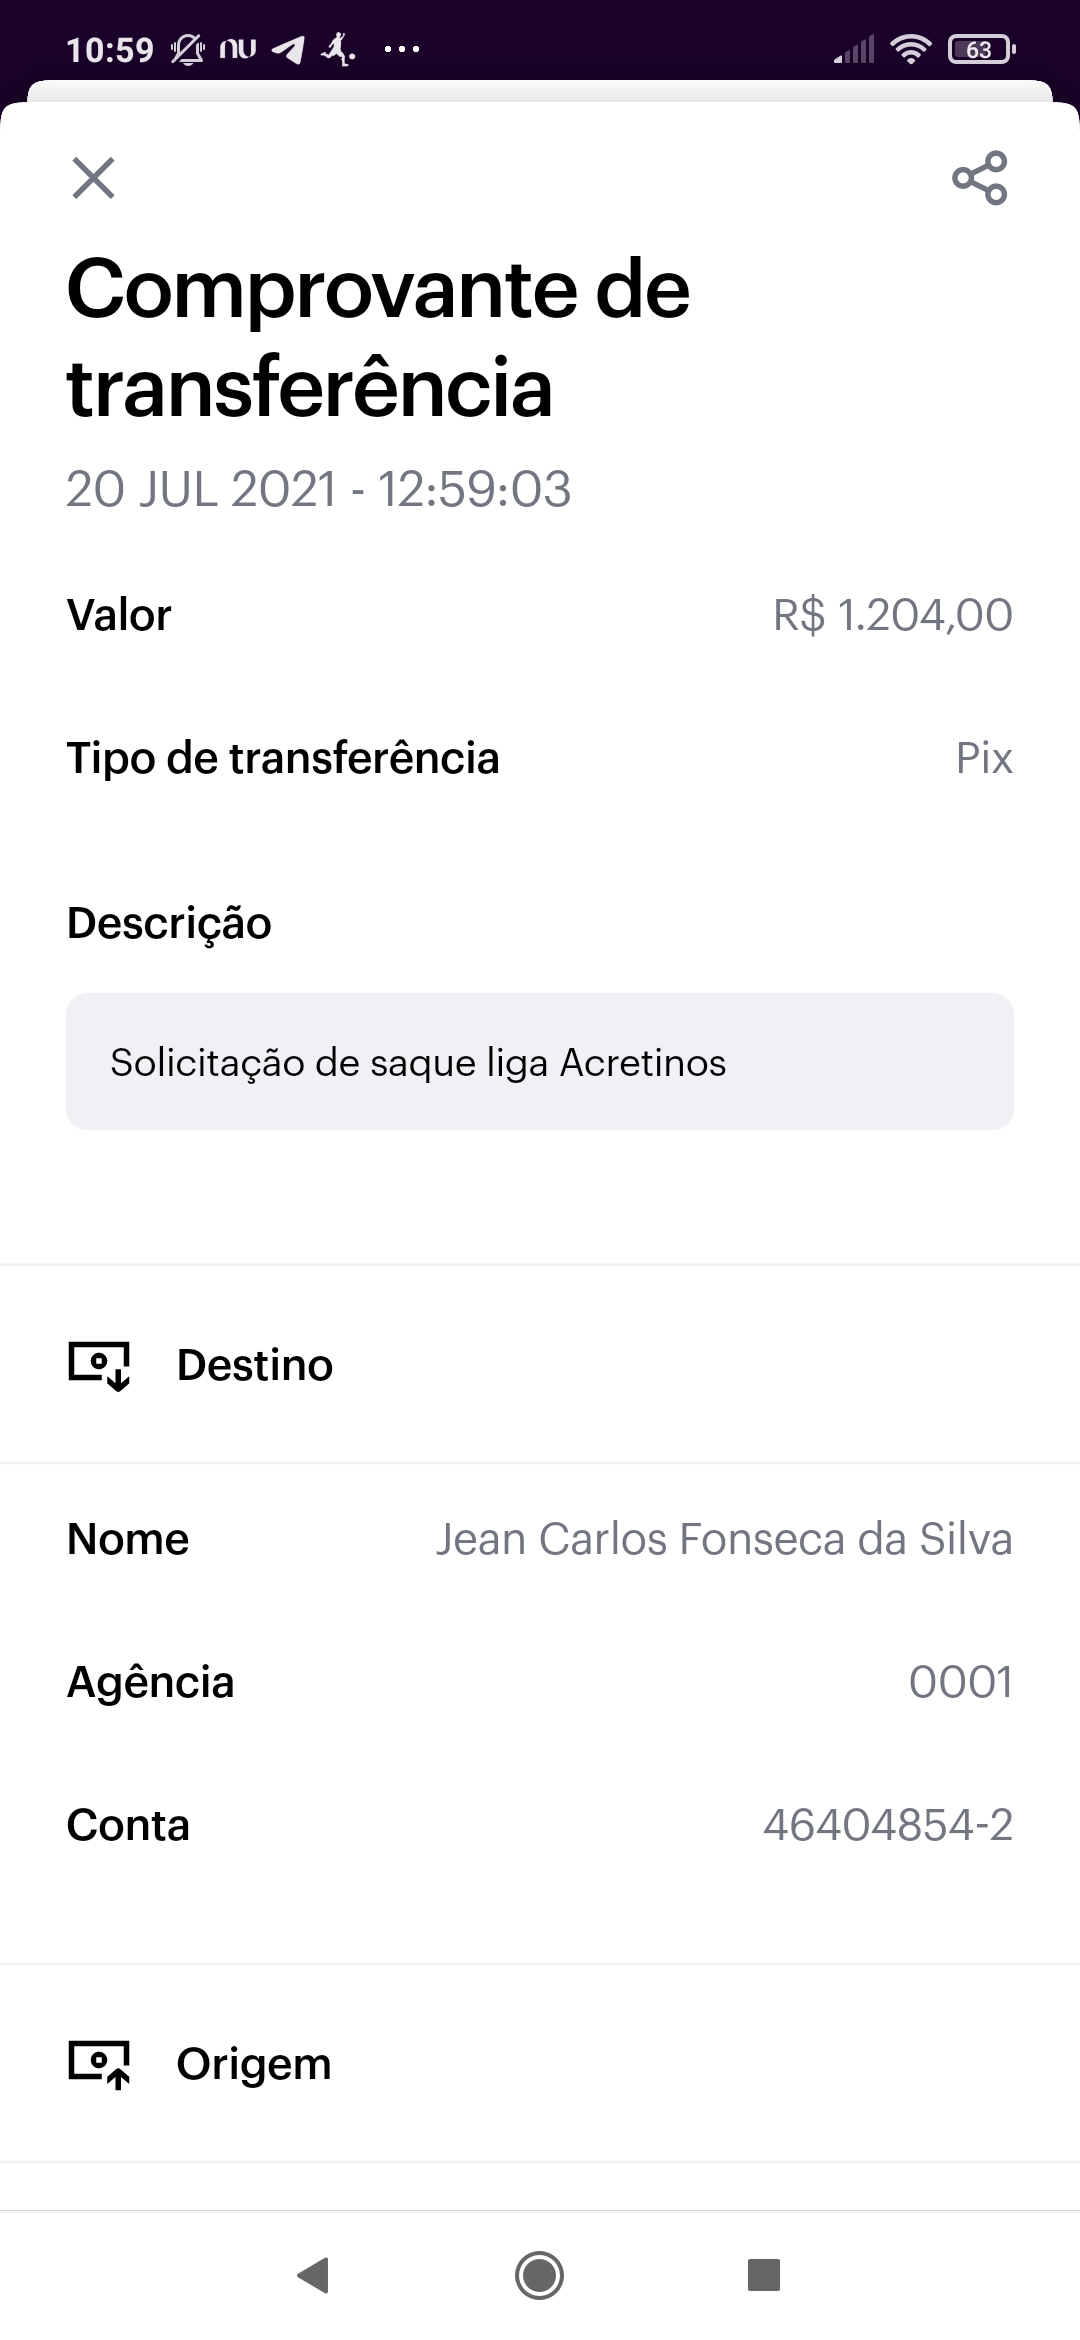 10:59 nu ... 63
Comprovante de
transferência
20 JUL 2021 - 12:59:03
Valor R$ 1.204,00
Tipo de transferência Pix
Descrição
Solicitação de saque liga Acretinos
Destino
Nome Jean Carlos Fonseca da Silva
Agência 0001
Conta 46404854-2
Origem